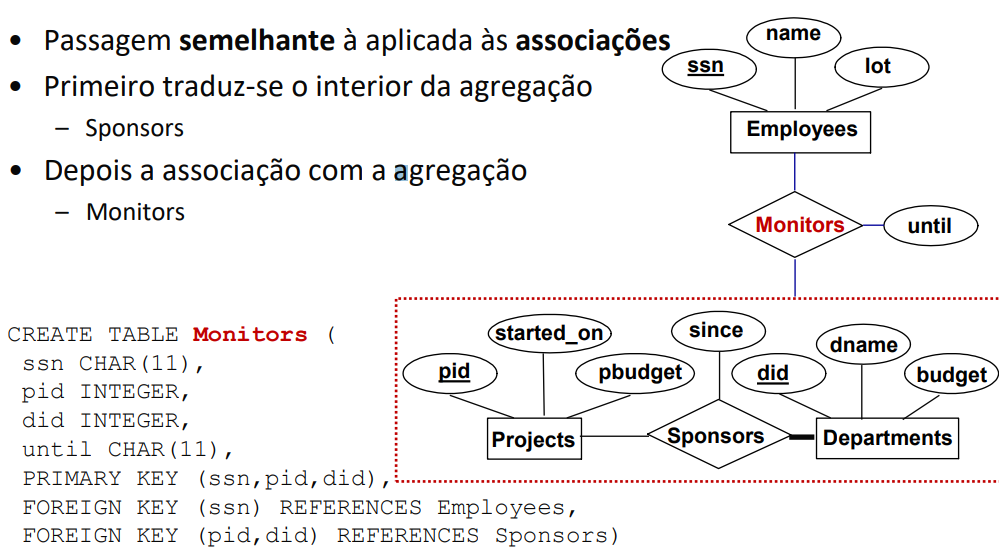 • Passagem semelhante à aplicada às associações
• Primeiro traduz-se o interior da agregação
– Sponsors
• Depois a associação com a agregação
– Monitors
CREATE TABLE Monitors (
ssn CHAR(11),
pid INTEGER,
did INTEGER,
until CHAR(11),
PRIMARY KEY (ssn,pid,did),
FOREIGN KEY (ssn) REFERENCES Employees,
FOREIGN KEY (pid,did) REFERENCES Sponsors)
name
ssn
lot
Employees
Monitors
until
started_on
since
dname
pid
pbudget
did
budget
Projects
Sponsors
Departments